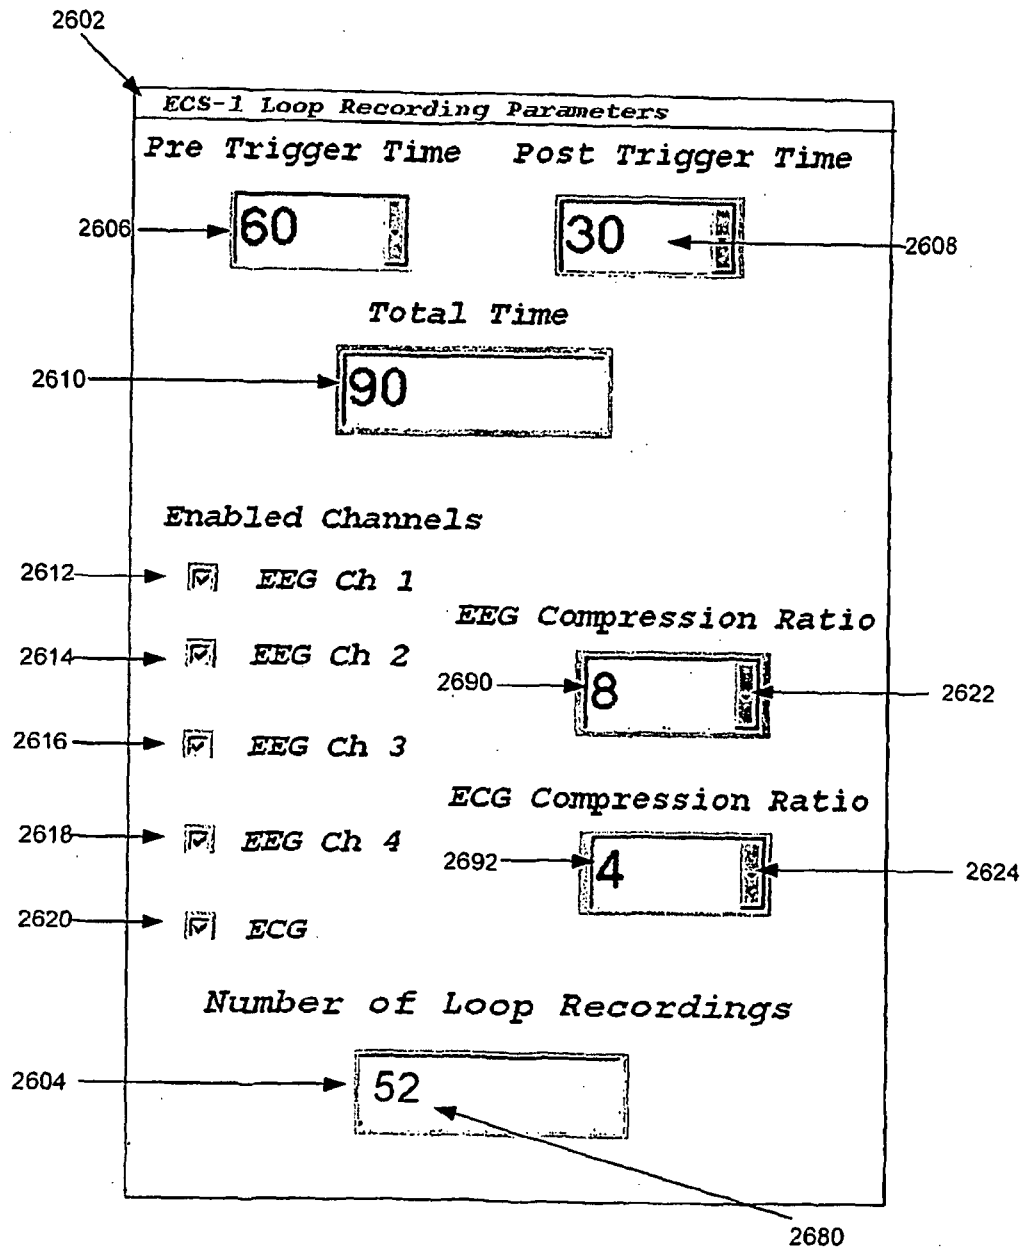 2602
ECS-1 Loop Recording Parameters
Pre Trigger Time Post Trigger Time
2606 60 30 2608
Total Time
2610 90
Enabled Channels
2612 EEG Ch 1
EEG Compression Ratio
2614 EEG Ch 2
2690 8 2622
2616 EEG Ch 3
ECG Compression Ratio
2618 EEG Ch 4
2692 4 2624
2620 ECG
Number of Loop Recordings
2604 52
2680